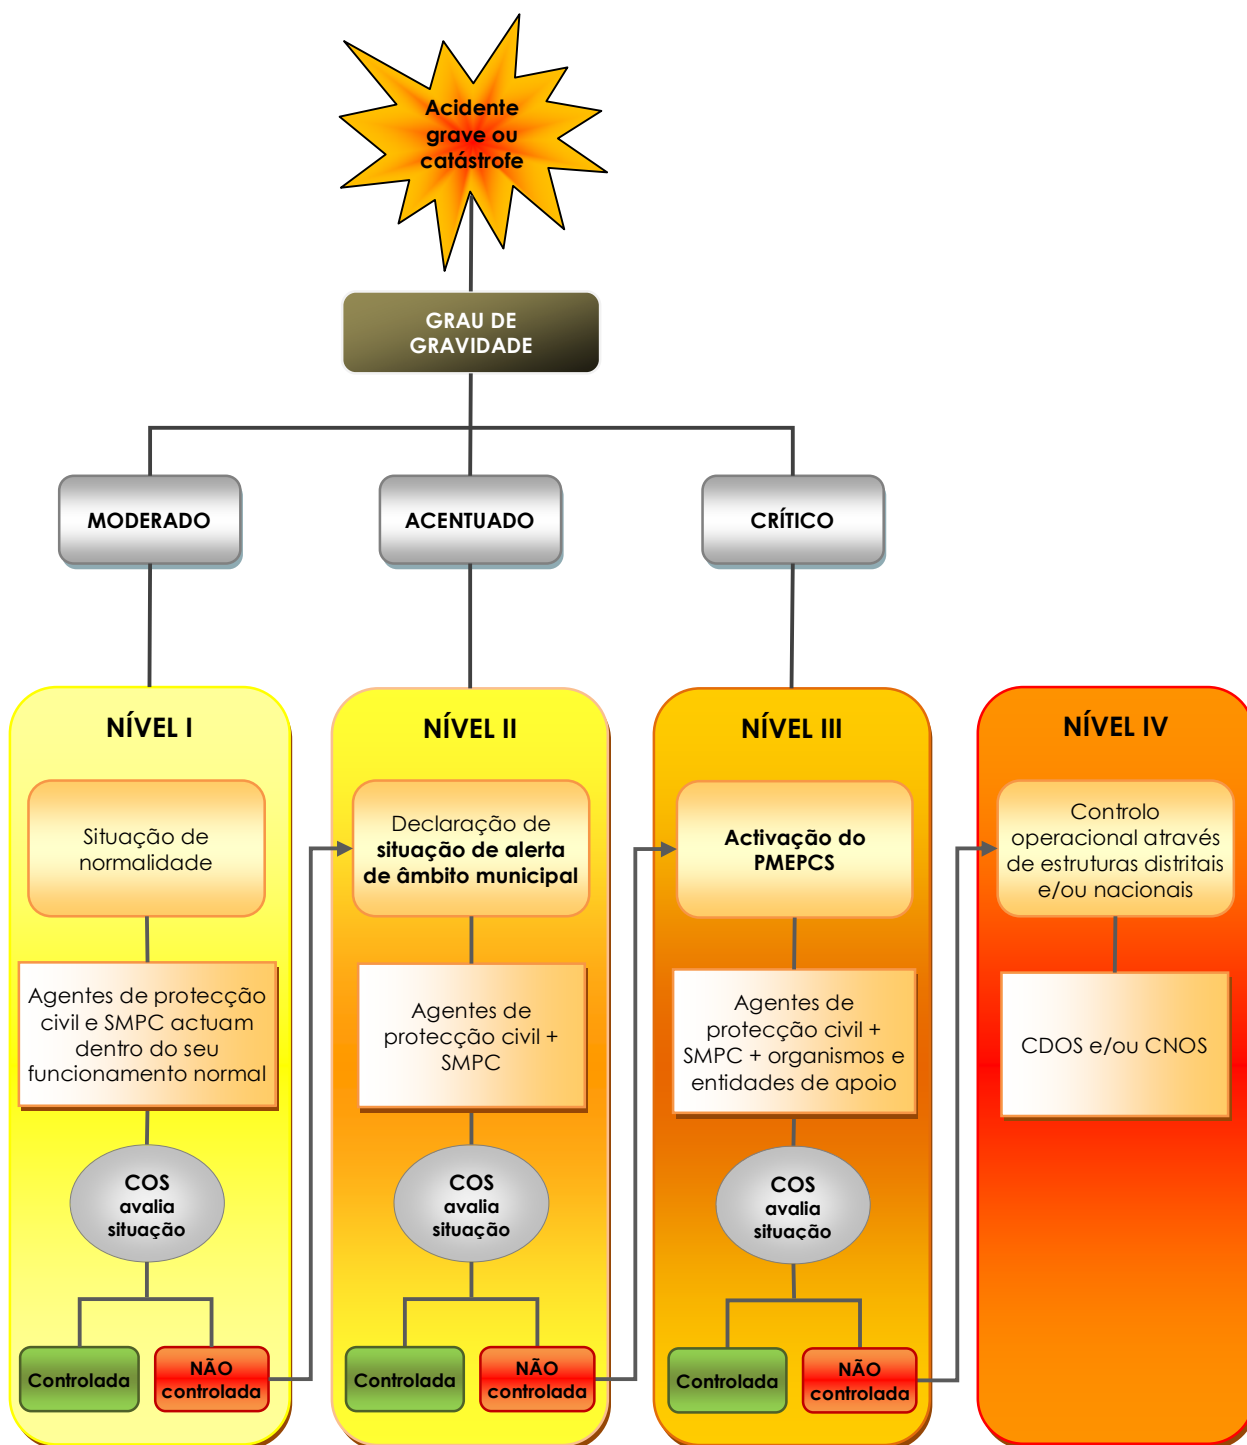 Acidente
grave ou
catástrofe
GRAU DE
GRAVIDADE
MODERADO
ACENTUADO
CRÍTICO
NÍVEL I
Situação de
normalidade
Agentes de protecção
civil e SMPC actuam
dentro do seu
funcionamento normal
COS
avalia
situação
Controlada
NÃO
controlada
NÍVEL II
Declaração de
situação de alerta
de âmbito municipal
Agentes de
protecção civil +
SMPC
COS
avalia
situação
Controlada
NÃO
controlada
NÍVEL III
Activação do
PMEPCS
Agentes de
protecção civil +
SMPC + organismos e
entidades de apoio
COS
avalia
situação
Controlada
NÃO
controlada
NÍVEL IV
Controlo
operacional através
de estruturas distritais
e/ou nacionais
CDOS e/ou CNOS